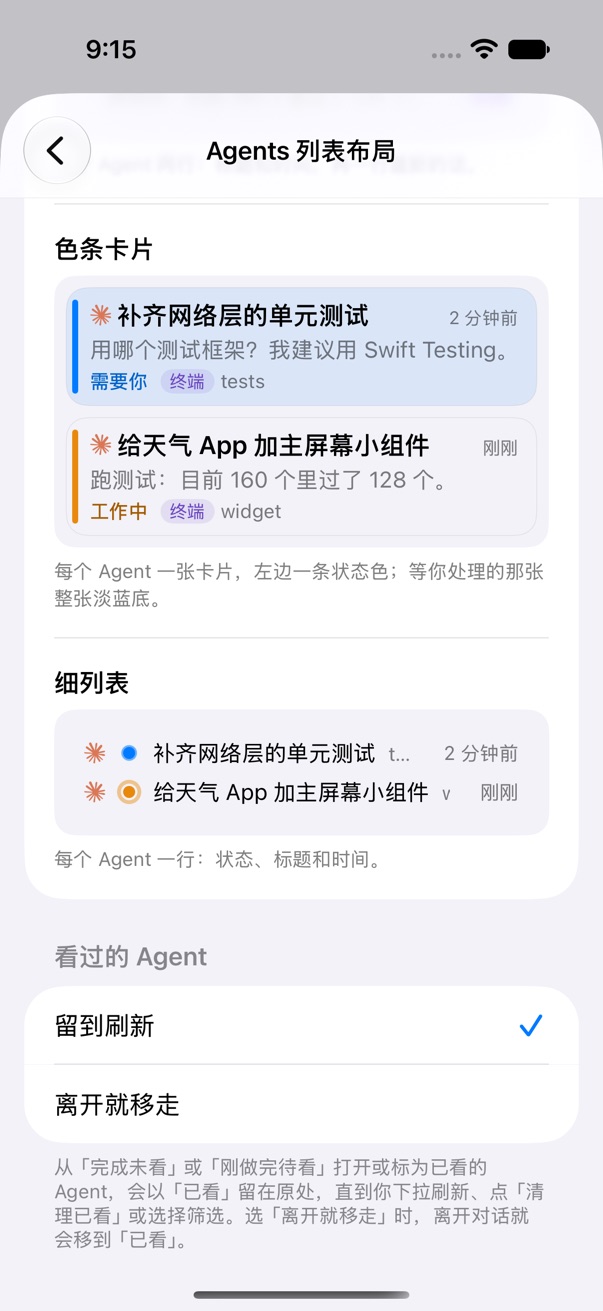 9:15
Agents 列表布局
色条卡片
补齐网络层的单元测试 2 分钟前
用哪个测试框架？我建议用 Swift Testing。
需要你 终端 tests
给天气 App 加主屏幕小组件 刚刚
跑测试：目前 160 个里过了 128 个。
工作中 终端 widget
每个 Agent 一张卡片，左边一条状态色；等你处理的那张
整张淡蓝底。
细列表
补齐网络层的单元测试 t... 2 分钟前
给天气 App 加主屏幕小组件 刚刚
每个 Agent 一行：状态、标题和时间。
看过的 Agent
留到刷新
离开就移走
从「完成未看」或「刚做完待看」打开或标为已看的
Agent，会以「已看」留在原处，直到你下拉刷新、点「清
理已看」或选择筛选。选「离开就移走」时，离开对话就
会移到「已看」。